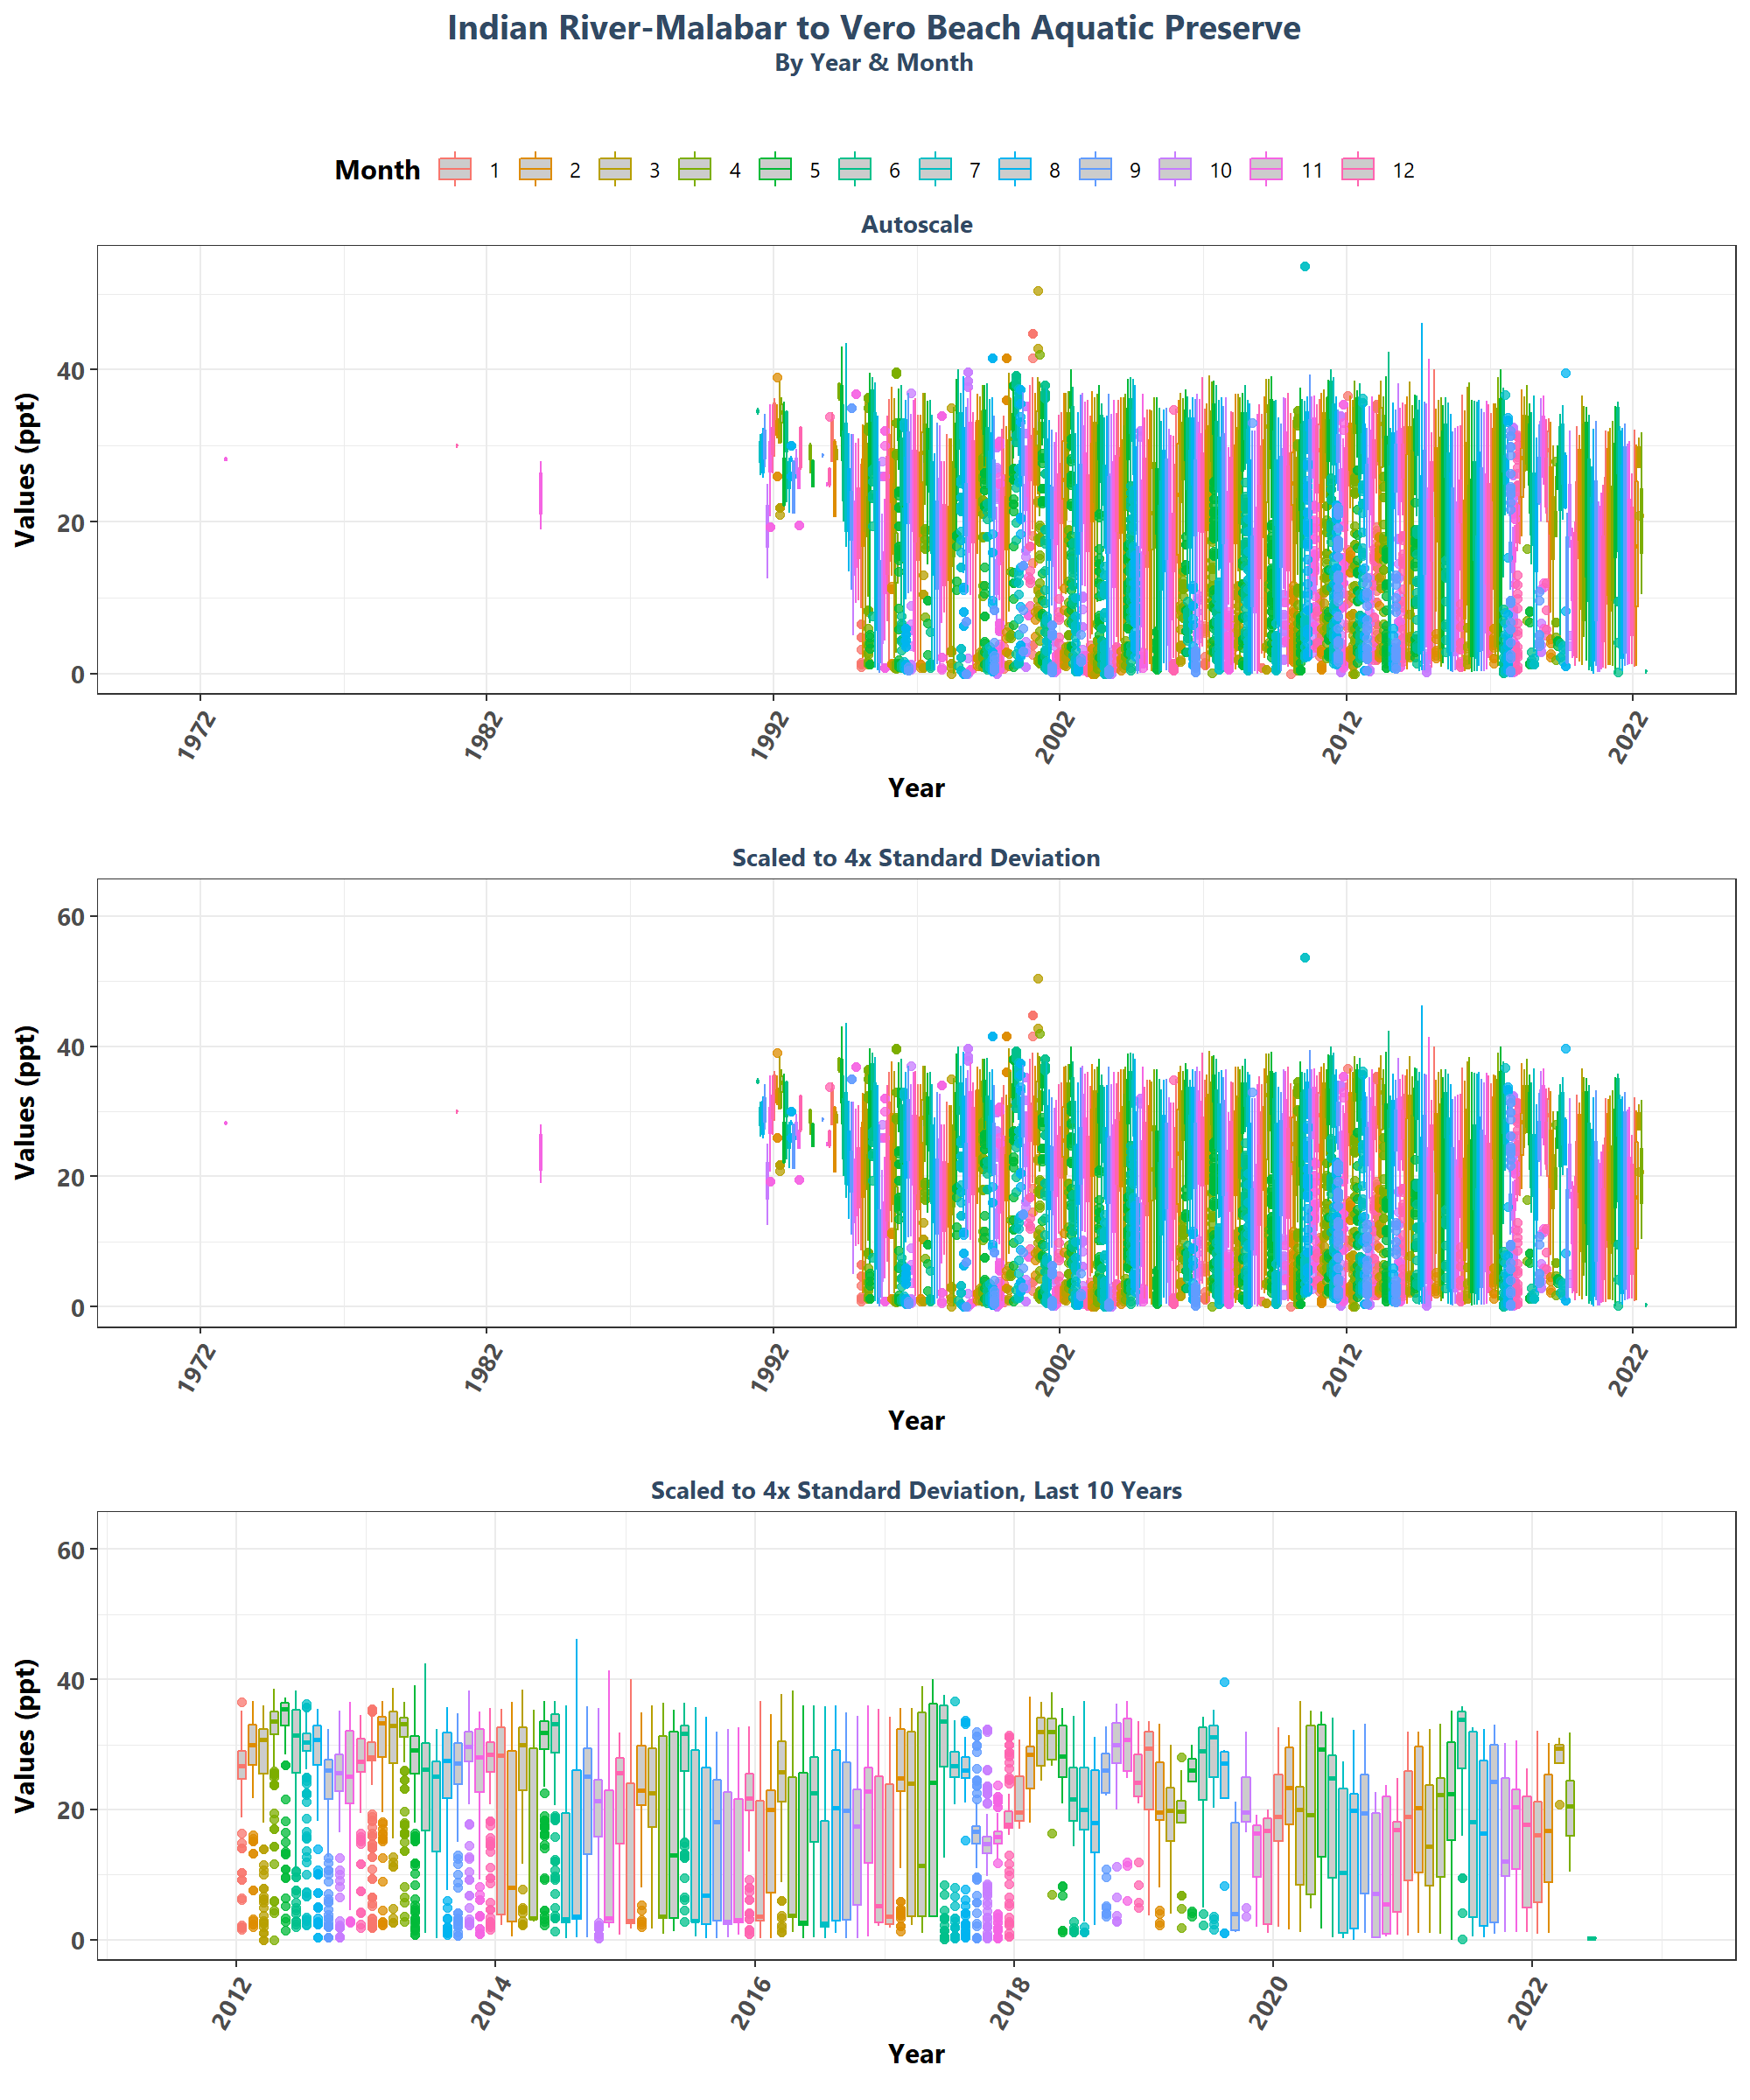 Indian River-Malabar to Vero Beach Aquatic Preserve
By Year & Month
Month 1 2 3 4 5 6 7 8 9 10 11 12
Autoscale
Values (ppt)
40
20
0
1972 1982 1992 2002 2012 2022
Year
Scaled to 4x Standard Deviation
Values (ppt)
60
40
20
0
1972 1982 1992 2002 2012 2022
Year
Scaled to 4x Standard Deviation, Last 10 Years
Values (ppt)
60
40
20
0
2012 2014 2016 2018 2020 2022
Year